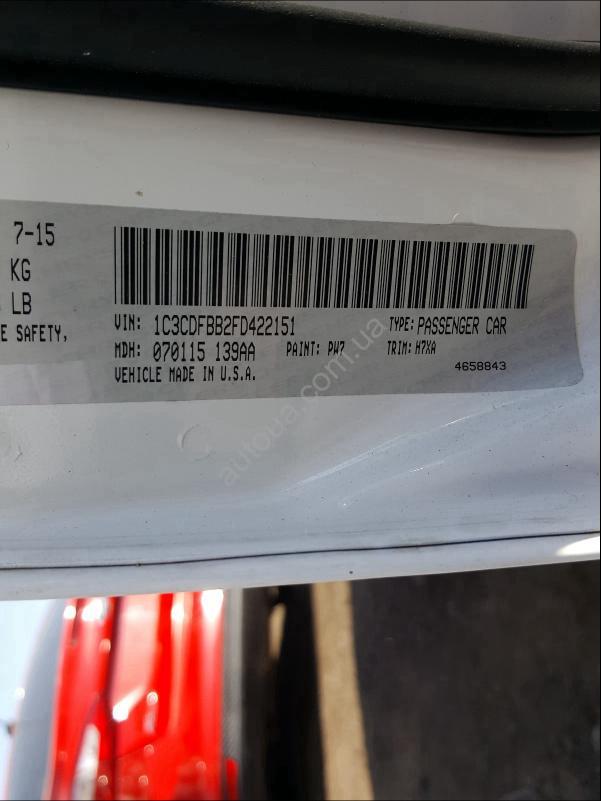 7-15
KG
LB
E SAFETY,
VIN: 1C3CDFBB2FD422151
TYPE: PASSENGER CAR
MDH: 070115 139AA
PAINT: PW7
TRIM: H7XA
VEHICLE MADE IN U.S.A.
4658843
autoua.com.ua